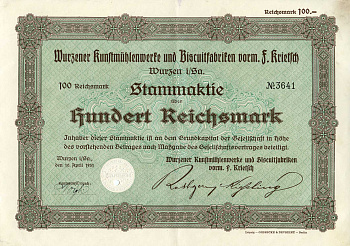 Reichsmark 100.–
Wurzener Kunstmühlenwerke und Biscuitfabriken vorm. F. Krietsch
Wurzen i/Sa.
100 Reichsmark
№ 3641
Stammaktie
über
Hundert Reichsmark
Inhaber dieser Stammaktie ist an dem Grundkapital der Gesellschaft in Höhe
des vorstehenden Betrages nach Maßgabe des Gesellschaftsvertrages beteiligt.
Wurzen i/Sa.,
Wurzener Kunstmühlenwerke und Biscuitfabriken
vorm. F. Krietsch